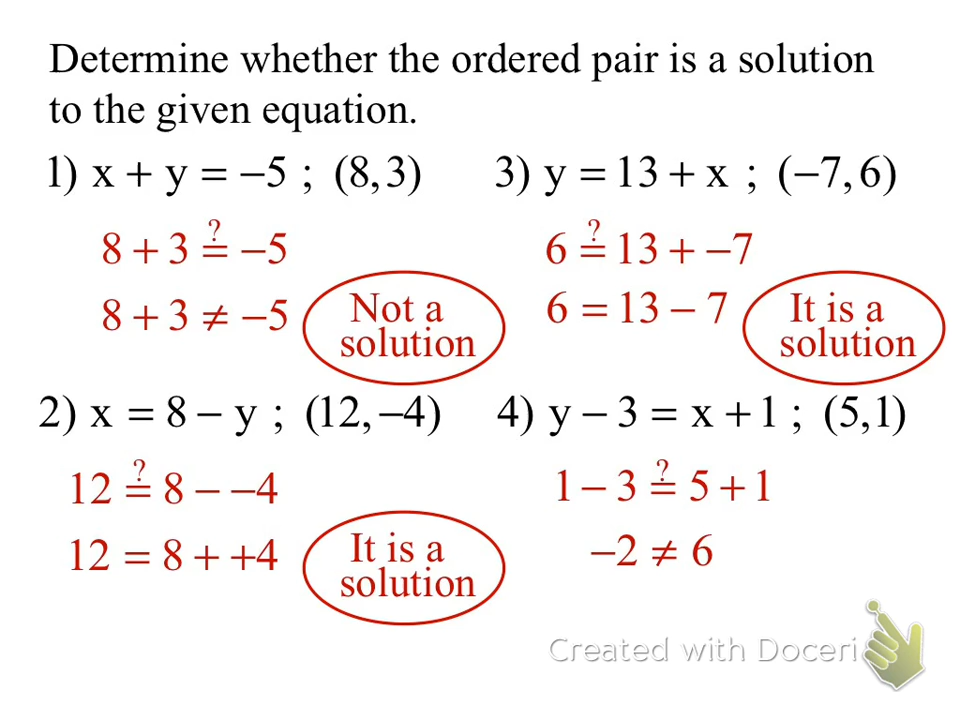 Determine whether the ordered pair is a solution
to the given equation.
1) x + y = −5 ; (8,3)
8 + 3 ≟ −5
8 + 3 ≠ −5
Not a
solution
2) x = 8 − y ; (12,−4)
12 ≟ 8 − −4
12 = 8 + +4
It is a
solution
3) y = 13 + x ; (−7,6)
6 ≟ 13 + −7
6 = 13 − 7
It is a
solution
4) y − 3 = x + 1 ; (5,1)
1 − 3 ≟ 5 + 1
−2 ≠ 6
Created with Doceri